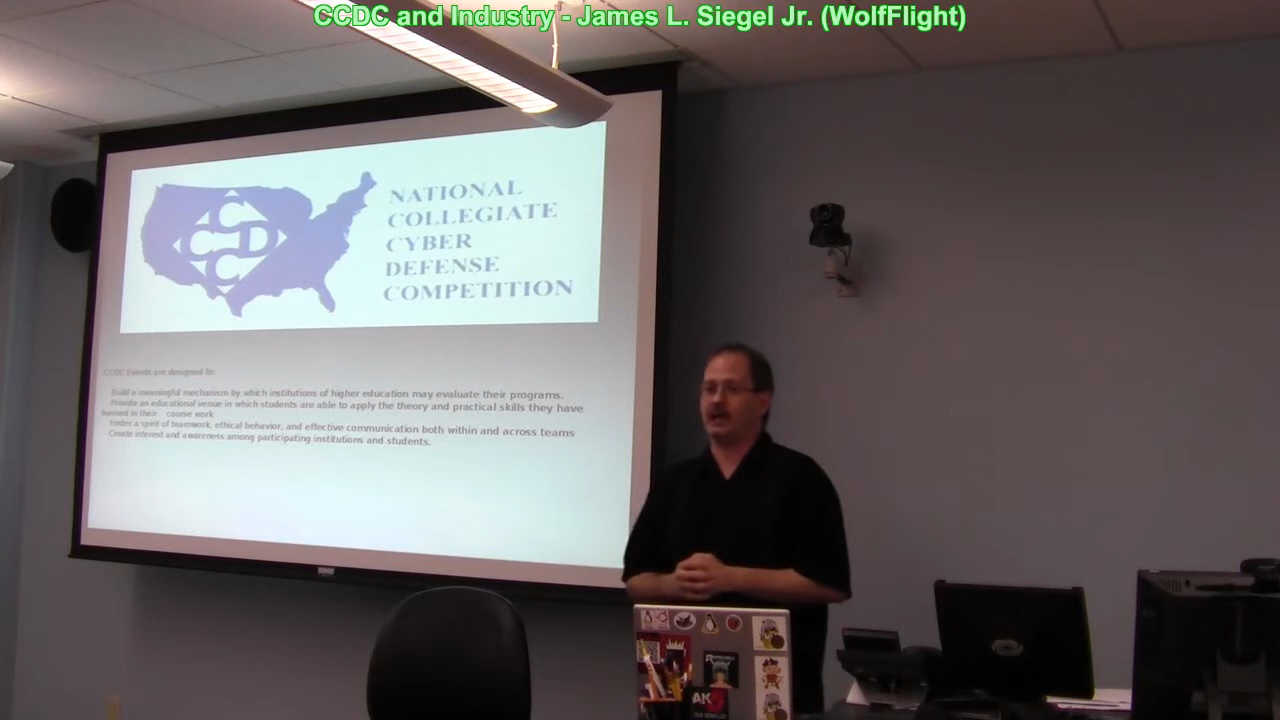 CCDC and Industry - James L. Siegel Jr. (WolfFlight)
NATIONAL
COLLEGIATE
CYBER
DEFENSE
COMPETITION
C
C D
C
CCDC Events are designed to:
Build a meaningful mechanism by which institutions of higher education may evaluate their programs.
Provide an educational venue in which students are able to apply the theory and practical skills they have
learned in their course work
Foster a spirit of teamwork, ethical behavior, and effective communication both within and across teams
Create interest and awareness among participating institutions and students.
AK